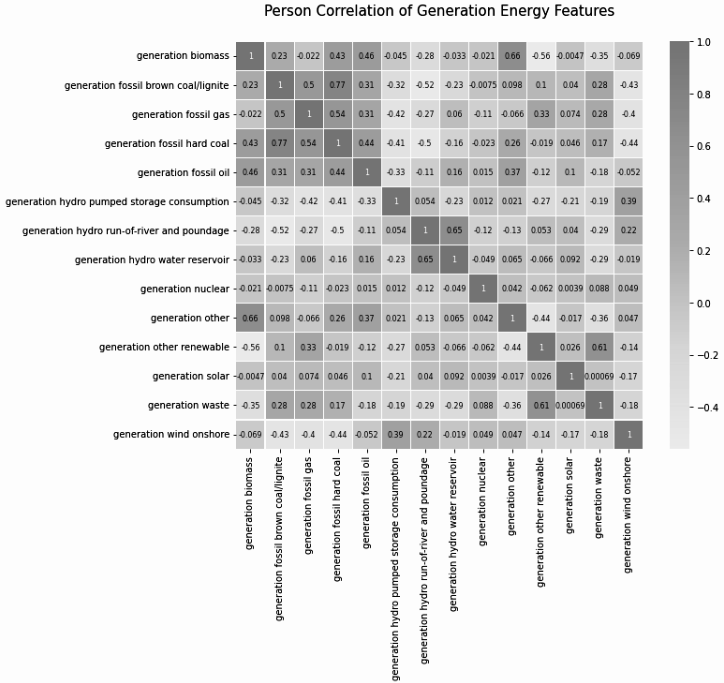 Person Correlation of Generation Energy Features
generation biomass 1 0.23 -0.022 0.43 0.46 -0.045 -0.28 -0.033 -0.021 0.66 -0.56 -0.0047 -0.35 -0.069
generation fossil brown coal/lignite 0.23 1 0.5 0.77 0.31 -0.32 -0.52 -0.23 -0.0075 0.098 0.1 0.04 0.28 -0.43
generation fossil gas -0.022 0.5 1 0.54 0.31 -0.42 -0.27 0.06 -0.11 -0.066 0.33 0.074 0.28 -0.4
generation fossil hard coal 0.43 0.77 0.54 1 0.44 -0.41 -0.5 -0.16 -0.023 0.26 -0.019 0.046 0.17 -0.44
generation fossil oil 0.46 0.31 0.31 0.44 1 -0.33 -0.11 0.16 0.015 0.37 -0.12 0.1 -0.18 -0.052
generation hydro pumped storage consumption -0.045 -0.32 -0.42 -0.41 -0.33 1 0.054 -0.23 0.012 0.021 -0.27 -0.21 -0.19 0.39
generation hydro run-of-river and poundage -0.28 -0.52 -0.27 -0.5 -0.11 0.054 1 0.65 -0.12 -0.13 0.053 0.04 -0.29 0.22
generation hydro water reservoir -0.033 -0.23 0.06 -0.16 0.16 -0.23 0.65 1 -0.049 0.065 -0.066 0.092 -0.29 -0.019
generation nuclear -0.021 -0.0075 -0.11 -0.023 0.015 0.012 -0.12 -0.049 1 0.042 -0.062 0.0039 0.088 0.049
generation other 0.66 0.098 -0.066 0.26 0.37 0.021 -0.13 0.065 0.042 1 -0.44 -0.017 -0.36 0.047
generation other renewable -0.56 0.1 0.33 -0.019 -0.12 -0.27 0.053 -0.066 -0.062 -0.44 1 0.026 0.61 -0.14
generation solar -0.0047 0.04 0.074 0.046 0.1 -0.21 0.04 0.092 0.0039 -0.017 0.026 1 0.00069 -0.17
generation waste -0.35 0.28 0.28 0.17 -0.18 -0.19 -0.29 -0.29 0.088 -0.36 0.61 0.00069 1 -0.18
generation wind onshore -0.069 -0.43 -0.4 -0.44 -0.052 0.39 0.22 -0.019 0.049 0.047 -0.14 -0.17 -0.18 1
generation biomass
generation fossil brown coal/lignite
generation fossil gas
generation fossil hard coal
generation fossil oil
generation hydro pumped storage consumption
generation hydro run-of-river and poundage
generation hydro water reservoir
generation nuclear
generation other
generation other renewable
generation solar
generation waste
generation wind onshore
1.0
0.8
0.6
0.4
0.2
0.0
−0.2
−0.4